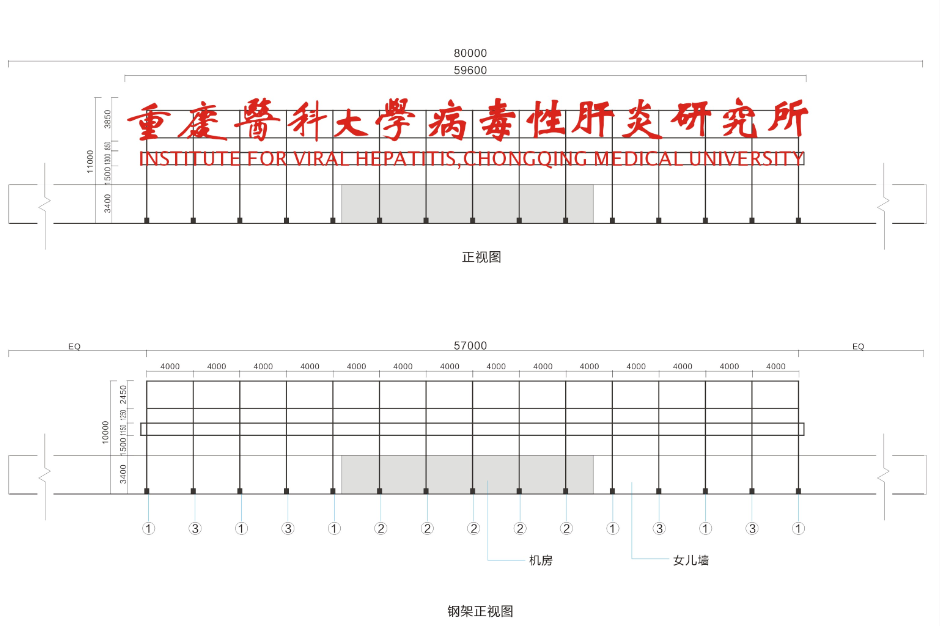 80000
59600
重慶醫科大學病毒性肝炎研究所
INSTITUTE FOR VIRAL HEPATITIS,CHONGQING MEDICAL UNIVERSITY
11000
3850
1300
1500
3400
正视图
EQ
57000
EQ
4000 4000 4000 4000 4000 4000 4000 4000 4000 4000 4000 4000 4000 4000
10000
2450
1500
3400
① ③ ① ③ ① ② ② ② ② ② ① ③ ① ③ ①
机房
女儿墙
钢架正视图